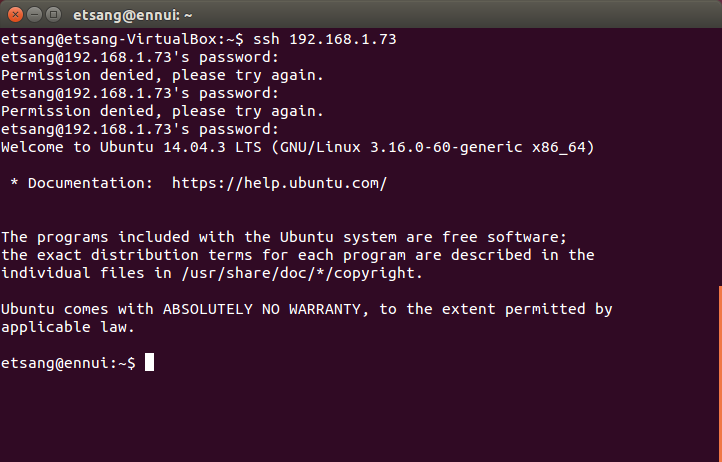 etsang@ennui: ~
etsang@etsang-VirtualBox:~$ ssh 192.168.1.73
etsang@192.168.1.73's password:
Permission denied, please try again.
etsang@192.168.1.73's password:
Permission denied, please try again.
etsang@192.168.1.73's password:
Welcome to Ubuntu 14.04.3 LTS (GNU/Linux 3.16.0-60-generic x86_64)
* Documentation:  https://help.ubuntu.com/
The programs included with the Ubuntu system are free software;
the exact distribution terms for each program are described in the
individual files in /usr/share/doc/*/copyright.
Ubuntu comes with ABSOLUTELY NO WARRANTY, to the extent permitted by
applicable law.
etsang@ennui:~$